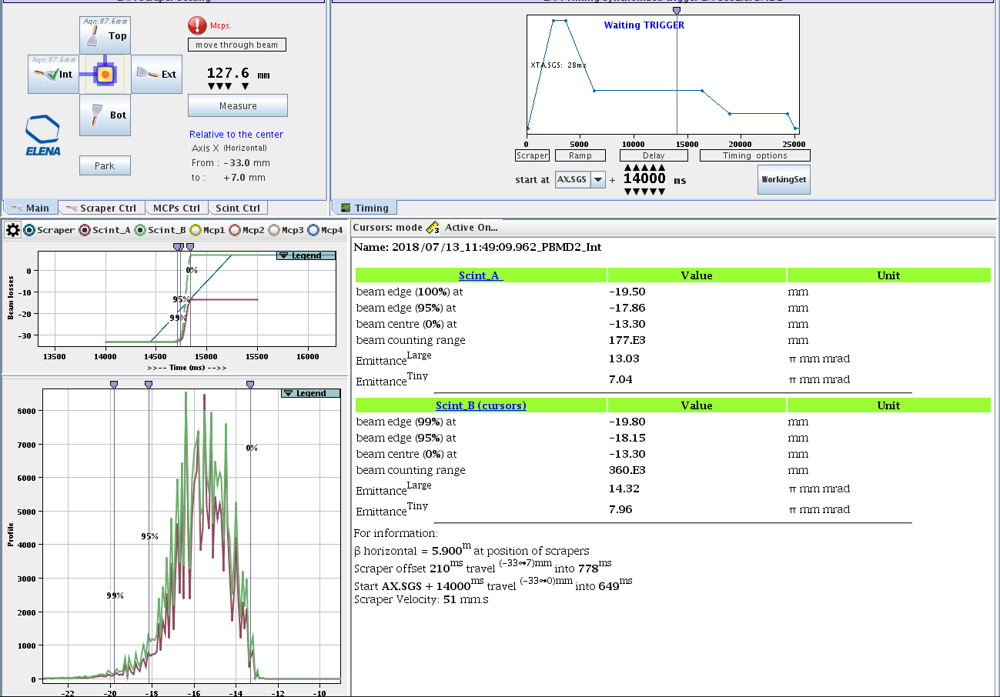 Aqn:87.6mm
Top
Aqn:87.6mm
Int
Ext
Bot
ELENA
Park
Mcps.
move through beam
127.6 mm
Measure
Relative to the center
Axis X (Horizontal)
From : -33.0 mm
to : +7.0 mm
Main
Scraper Ctrl
MCPs Ctrl
Scint Ctrl
Waiting TRIGGER
XTA.SGS: 28ms
0 5000 10000 15000 20000 25000
Scraper Ramp Delay Timing options
start at AX.SGS + 14000 ms
WorkingSet
Timing
Scraper Scint_A Scint_B Mcp1 Mcp2 Mcp3 Mcp4
Legend
Beam losses
0
-10
-20
-30
0%
95%
99%
13500 14000 14500 15000 15500 16000
>>-- Time (ms) -->>
Legend
Profile
8000
7000
6000
5000
4000
3000
2000
1000
0
0%
95%
99%
-22 -20 -18 -16 -14 -12 -10
Cursors: mode Active On...
Name: 2018/07/13_11:49:09.962_PBMD2_Int
Scint_A Value Unit
beam edge (100%) at -19.50 mm
beam edge (95%) at -17.86 mm
beam centre (0%) at -13.30 mm
beam counting range 177.E3 mm
Emittance Large 13.03 π mm mrad
Emittance Tiny 7.04 π mm mrad
Scint_B (cursors) Value Unit
beam edge (99%) at -19.80 mm
beam edge (95%) at -18.15 mm
beam centre (0%) at -13.30 mm
beam counting range 360.E3 mm
Emittance Large 14.32 π mm mrad
Emittance Tiny 7.96 π mm mrad
For information:
β horizontal = 5.900 m at position of scrapers
Scraper offset 210 ms travel (-33⊶7)mm into 778 ms
Start AX.SGS + 14000 ms travel (-33⊶0)mm into 649 ms
Scraper Velocity: 51 mm.s